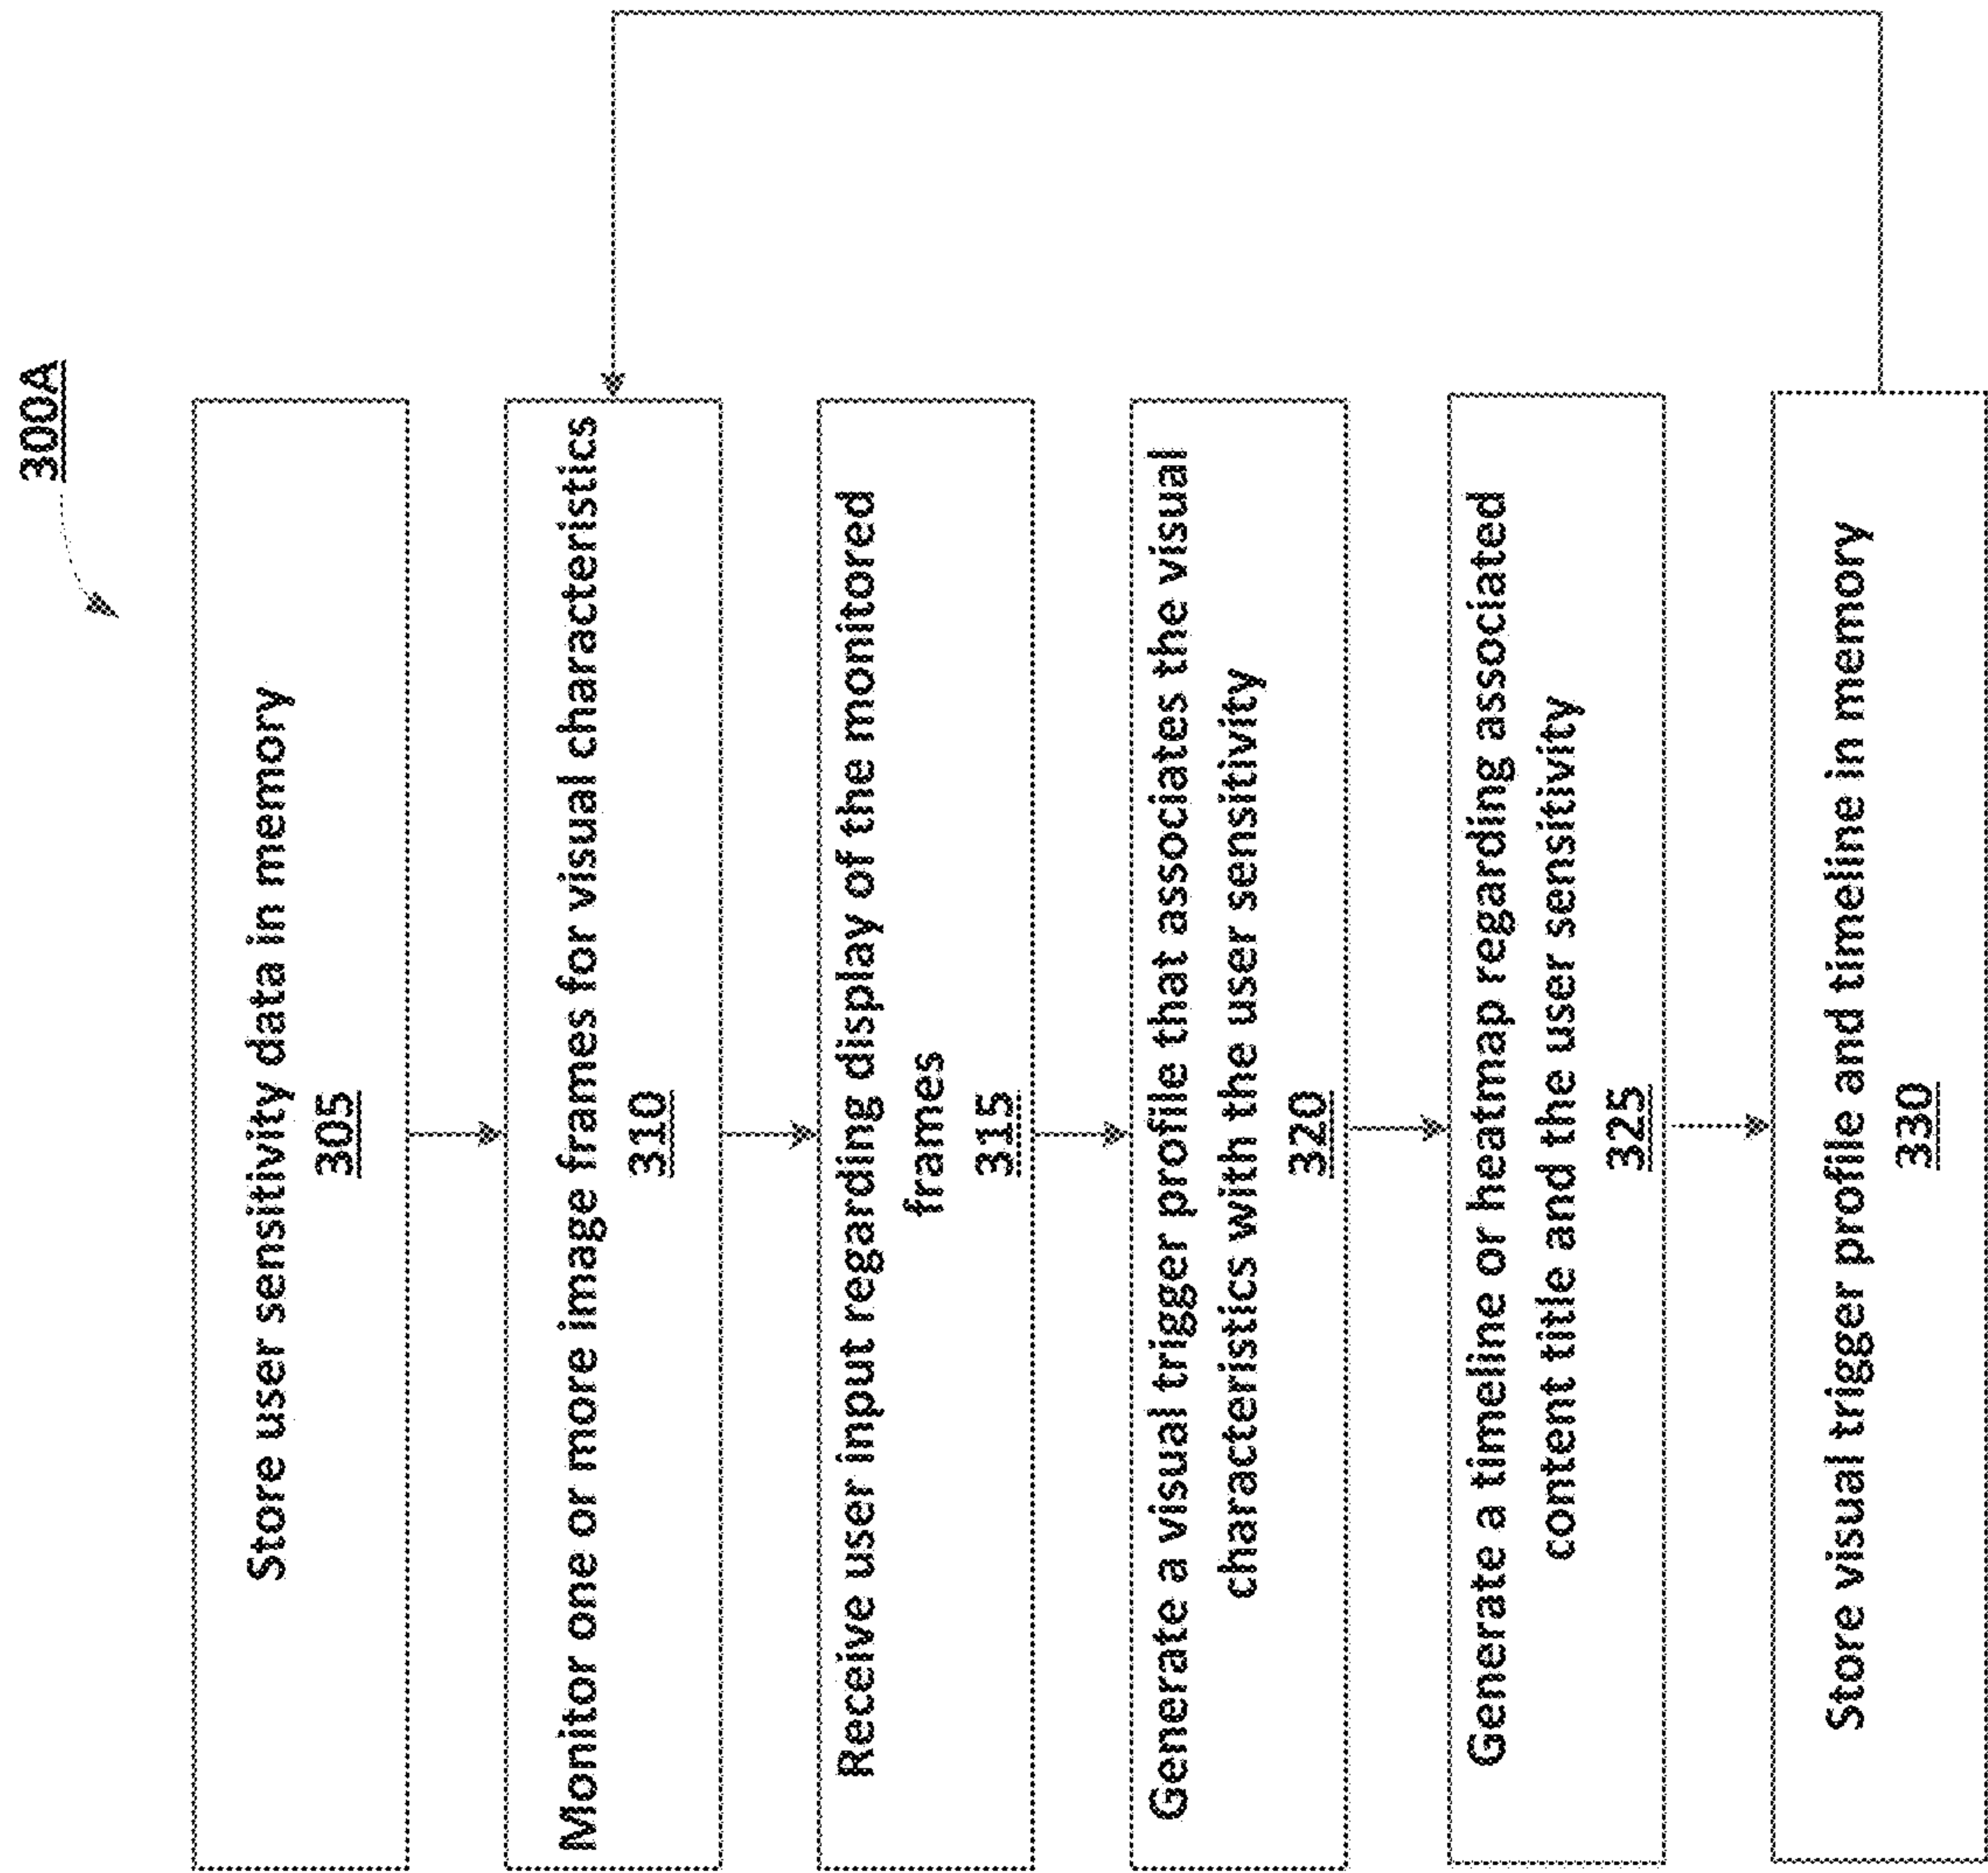 300A
Store user sensitivity data in memory
305
Monitor one or more image frames for visual characteristics
310
Receive user input regarding display of the monitored
frames
315
Generate a visual trigger profile that associates the visual
characteristics with the user sensitivity
320
Generate a timeline or heatmap regarding associated
content title and the user sensitivity
325
Store visual trigger profile and timeline in memory
330